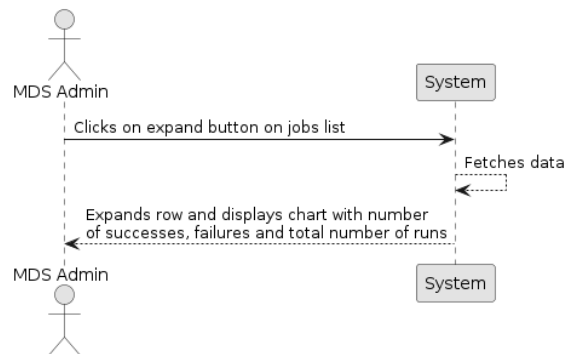 MDS Admin
System
Clicks on expand button on jobs list
Fetches data
Expands row and displays chart with number
of successes, failures and total number of runs
MDS Admin
System